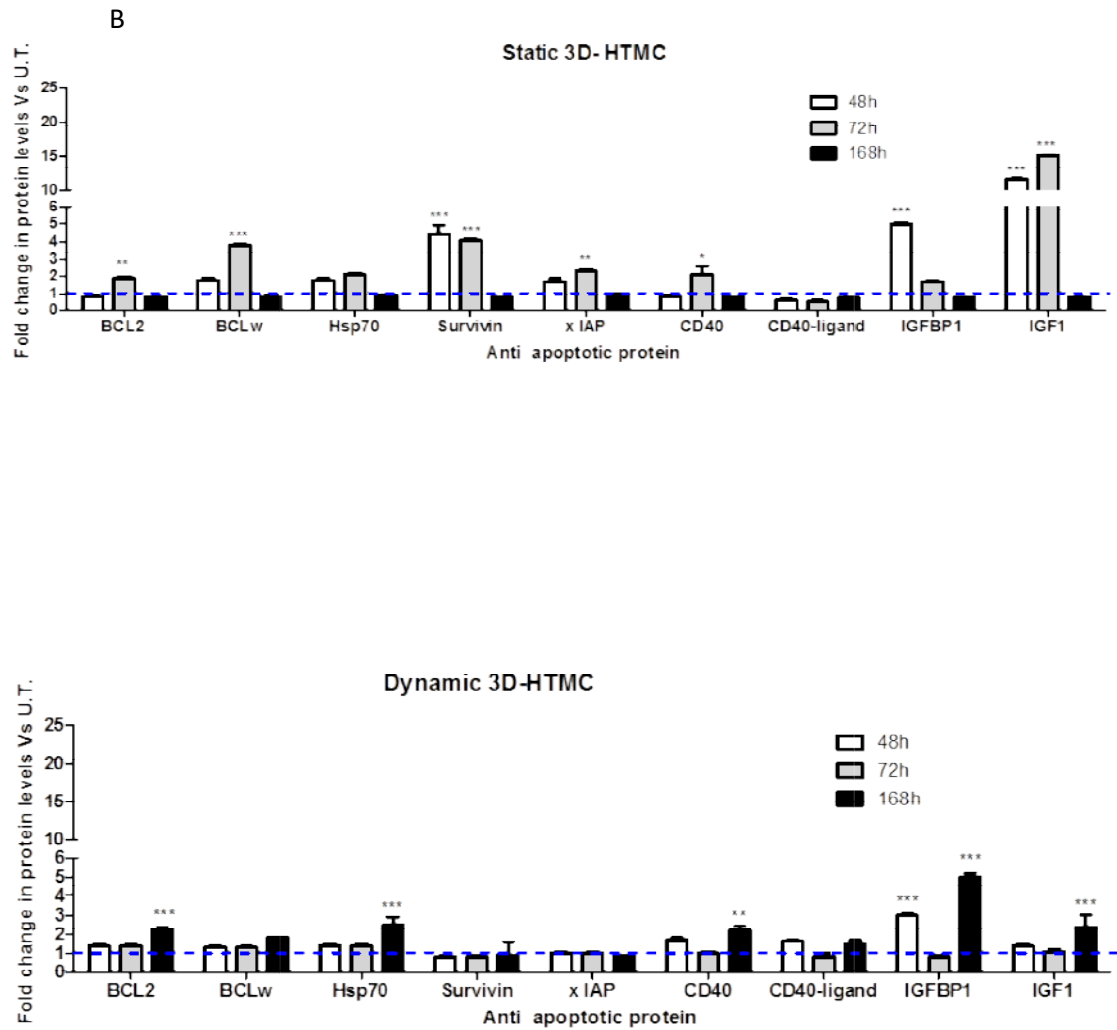 B
Static 3D- HTMC
Fold change in protein levels Vs U.T.
25
20
15
10
6
5
4
3
2
1
0
48h
72h
168h
** *** *** *** ** * *** *** ***
BCL2 BCLw Hsp70 Survivin x IAP CD40 CD40-ligand IGFBP1 IGF1
Anti apoptotic protein
Dynamic 3D-HTMC
Fold change in protein levels Vs U.T.
25
20
15
10
6
5
4
3
2
1
0
48h
72h
168h
*** *** ** *** *** ***
BCL2 BCLw Hsp70 Survivin x IAP CD40 CD40-ligand IGFBP1 IGF1
Anti apoptotic protein